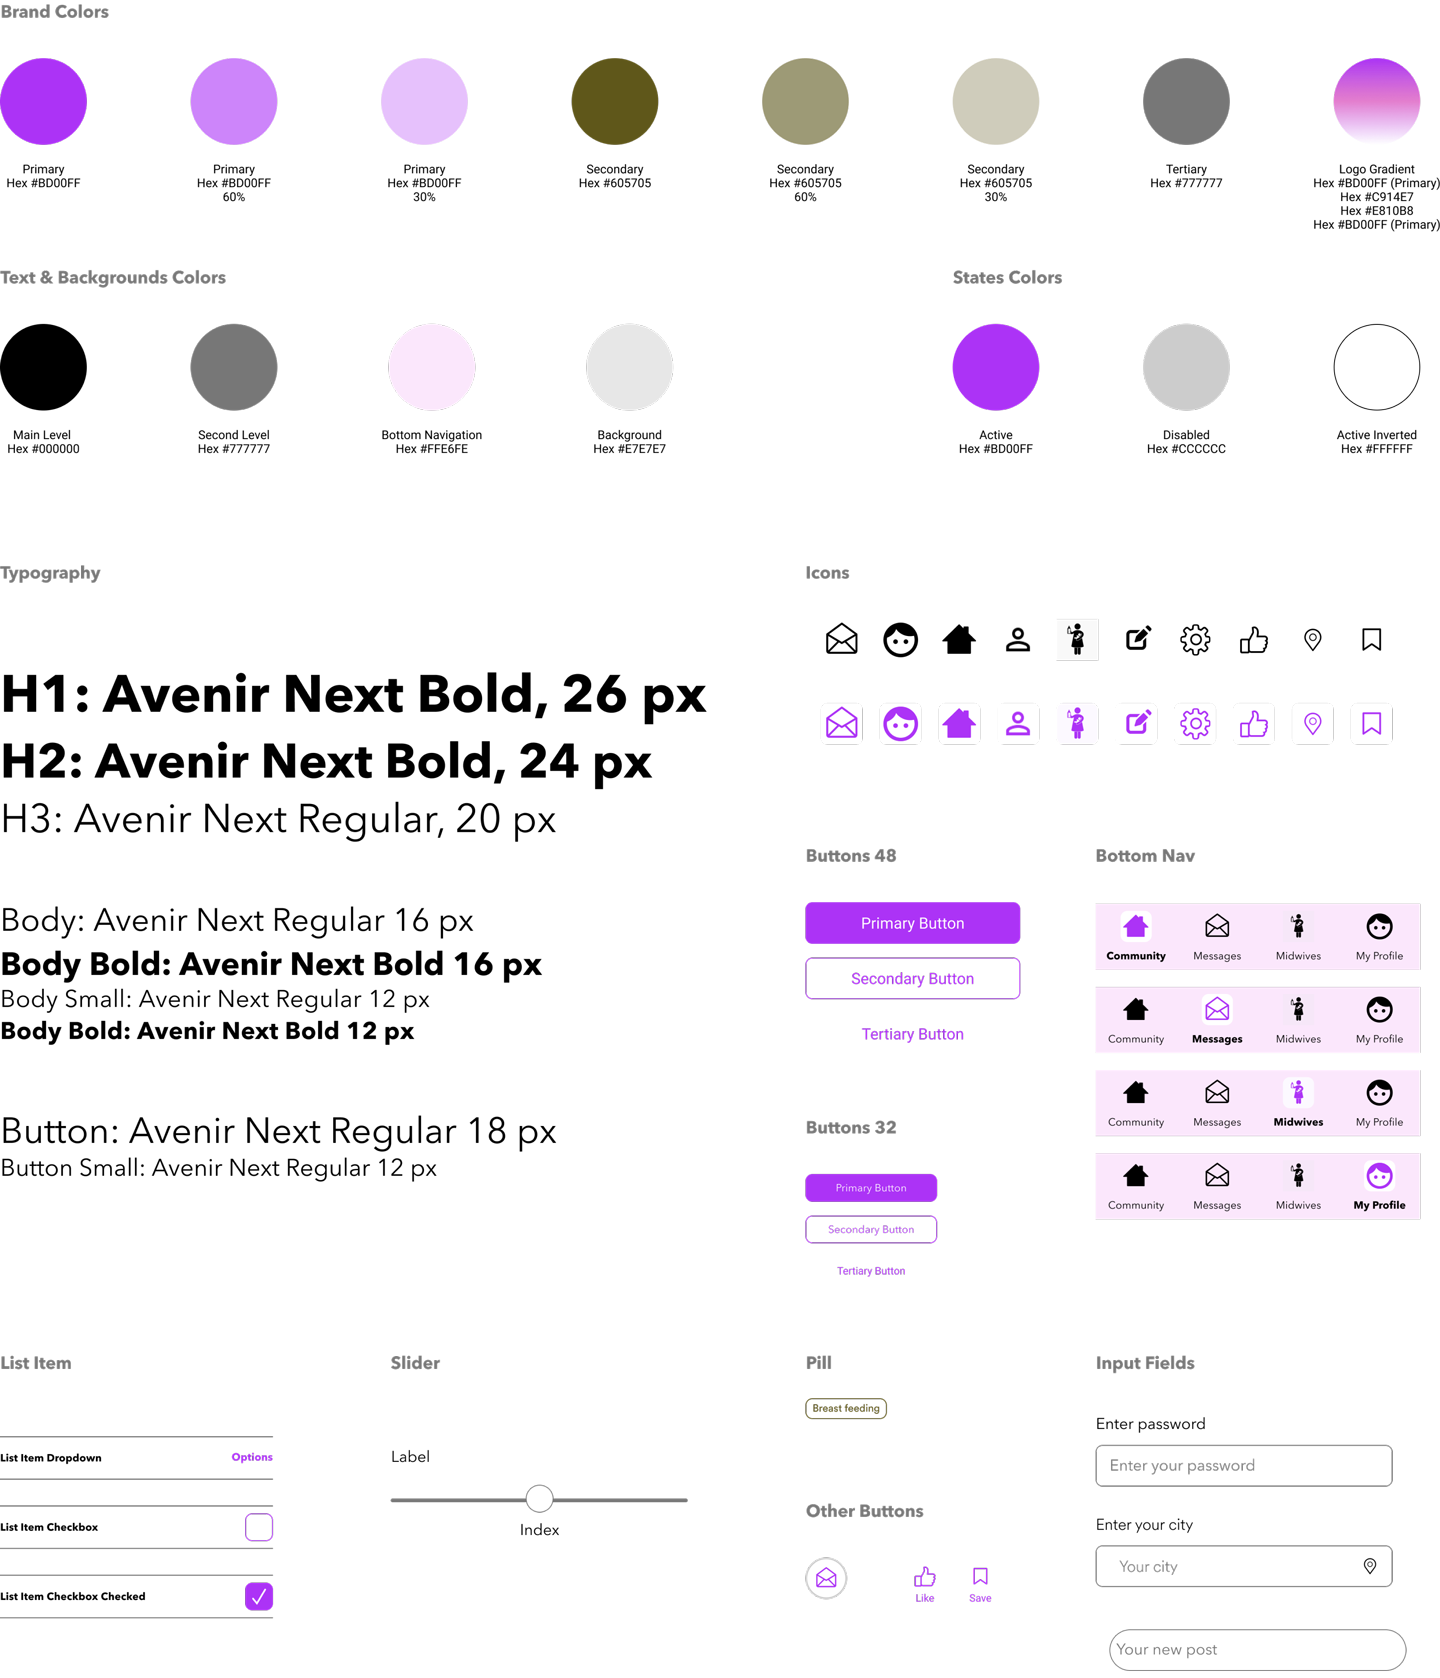 Brand Colors
Primary
Hex #BD00FF
Primary
Hex #BD00FF
60%
Primary
Hex #BD00FF
30%
Secondary
Hex #605705
Secondary
Hex #605705
60%
Secondary
Hex #605705
30%
Tertiary
Hex #777777
Logo Gradient
Hex #BD00FF (Primary)
Hex #C914E7
Hex #E810B8
Hex #BD00FF (Primary)
Text & Backgrounds Colors
Main Level
Hex #000000
Second Level
Hex #777777
Bottom Navigation
Hex #FFE6FE
Background
Hex #E7E7E7
States Colors
Active
Hex #BD00FF
Disabled
Hex #CCCCCC
Active Inverted
Hex #FFFFFF
Typography
H1: Avenir Next Bold, 26 px
H2: Avenir Next Bold, 24 px
H3: Avenir Next Regular, 20 px
Body: Avenir Next Regular 16 px
Body Bold: Avenir Next Bold 16 px
Body Small: Avenir Next Regular 12 px
Body Bold: Avenir Next Bold 12 px
Button: Avenir Next Regular 18 px
Button Small: Avenir Next Regular 12 px
Icons
Buttons 48
Primary Button
Secondary Button
Tertiary Button
Buttons 32
Primary Button
Secondary Button
Tertiary Button
Bottom Nav
Community Messages Midwives My Profile
Community Messages Midwives My Profile
Community Messages Midwives My Profile
Community Messages Midwives My Profile
List Item
List Item Dropdown Options
List Item Checkbox
List Item Checkbox Checked
Slider
Label
Index
Pill
Breast feeding
Other Buttons
Like Save
Input Fields
Enter password
Enter your password
Enter your city
Your city
Your new post